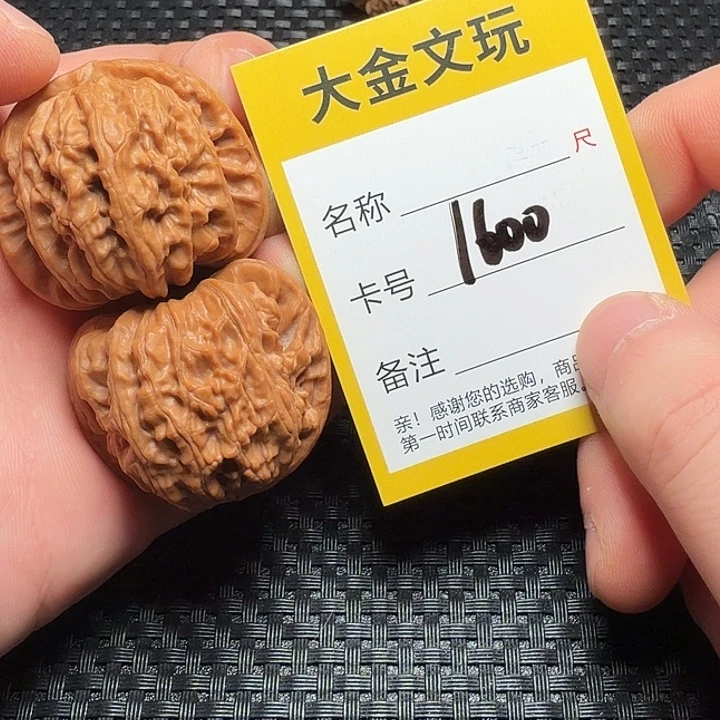 大金文玩
名称 尺
卡号 1600
备注
亲！感谢您的选购，商品
第一时间联系商家客服。